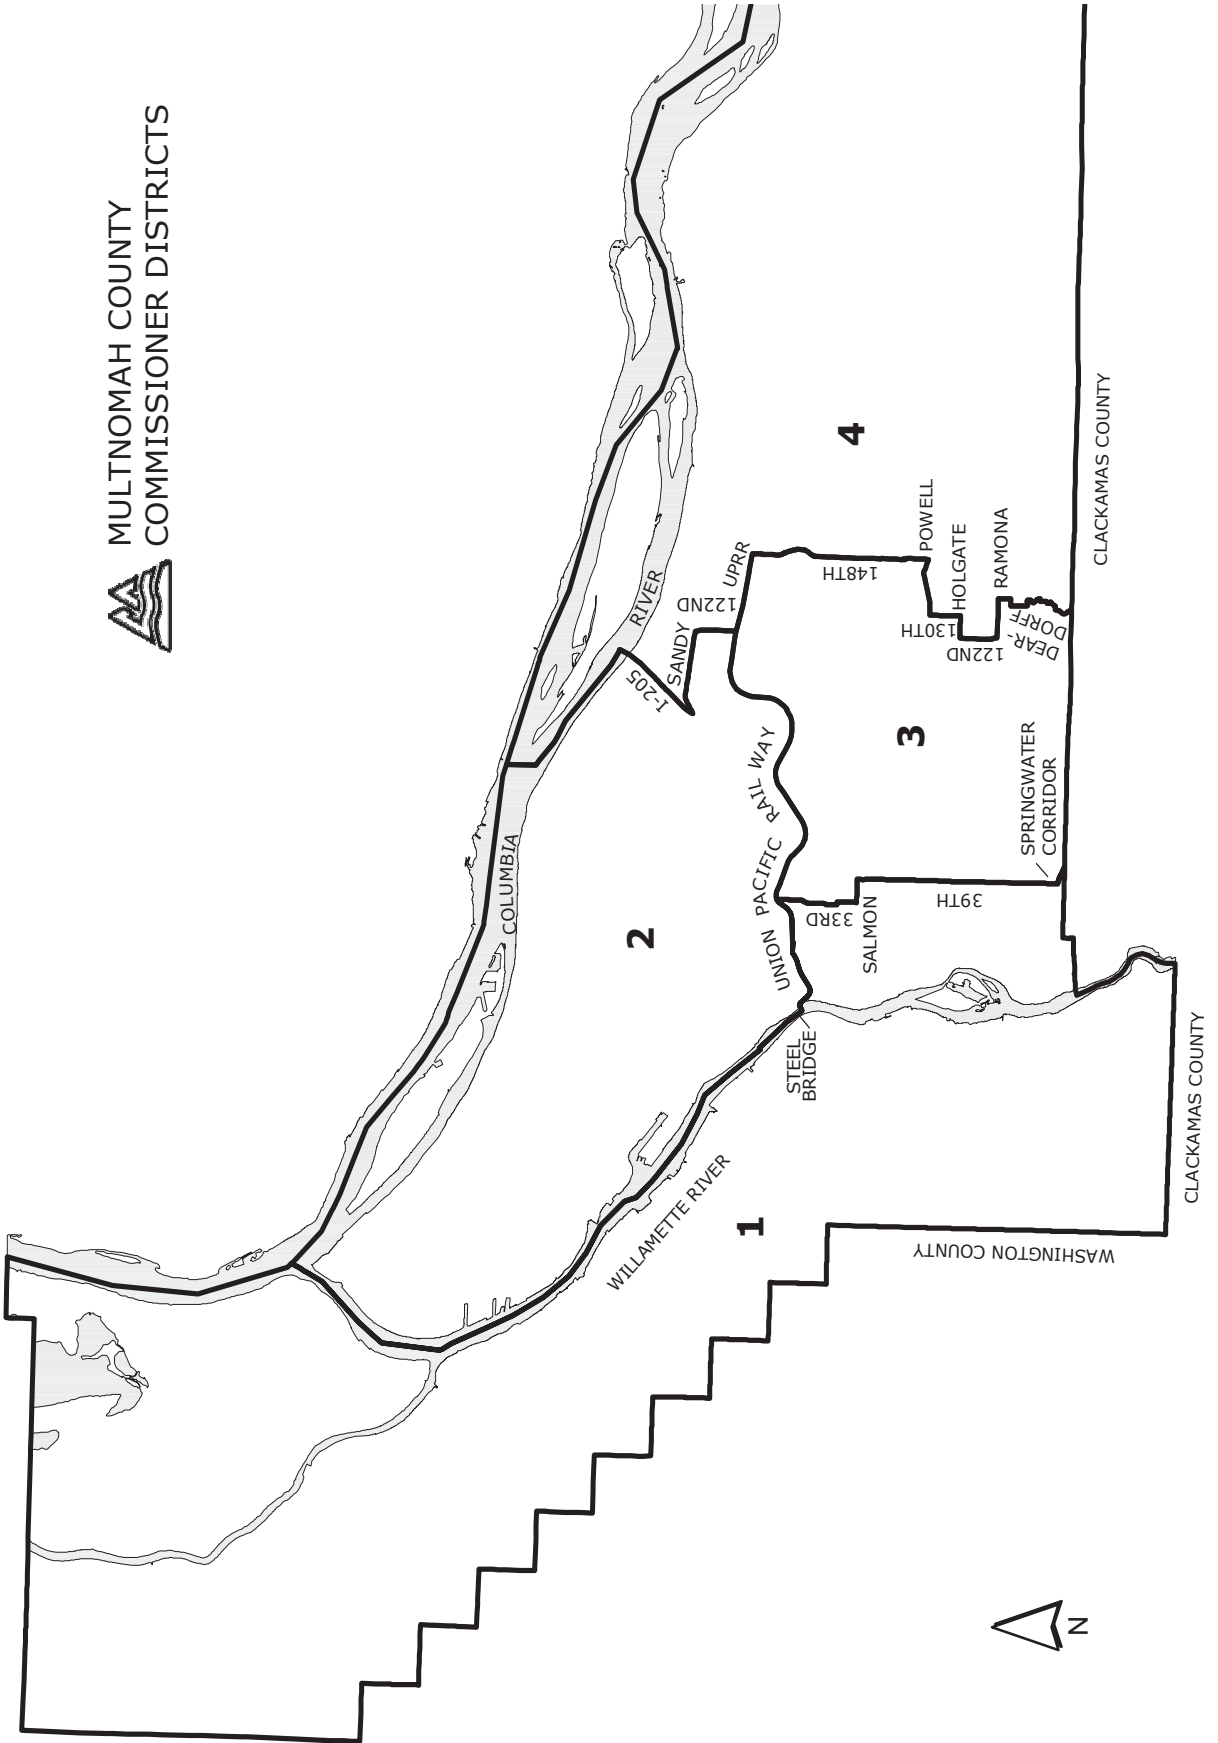 MULTNOMAH COUNTY
COMMISSIONER DISTRICTS
N
1
WASHINGTON COUNTY
CLACKAMAS COUNTY
WILLAMETTE RIVER
STEEL
BRIDGE
2
COLUMBIA
RIVER
UNION PACIFIC RAIL WAY
33RD
SALMON
39TH
SPRINGWATER
CORRIDOR
3
I-205
SANDY
122ND
UPRR
148TH
POWELL
130TH
HOLGATE
122ND
RAMONA
DEAR-
DORFF
4
CLACKAMAS COUNTY